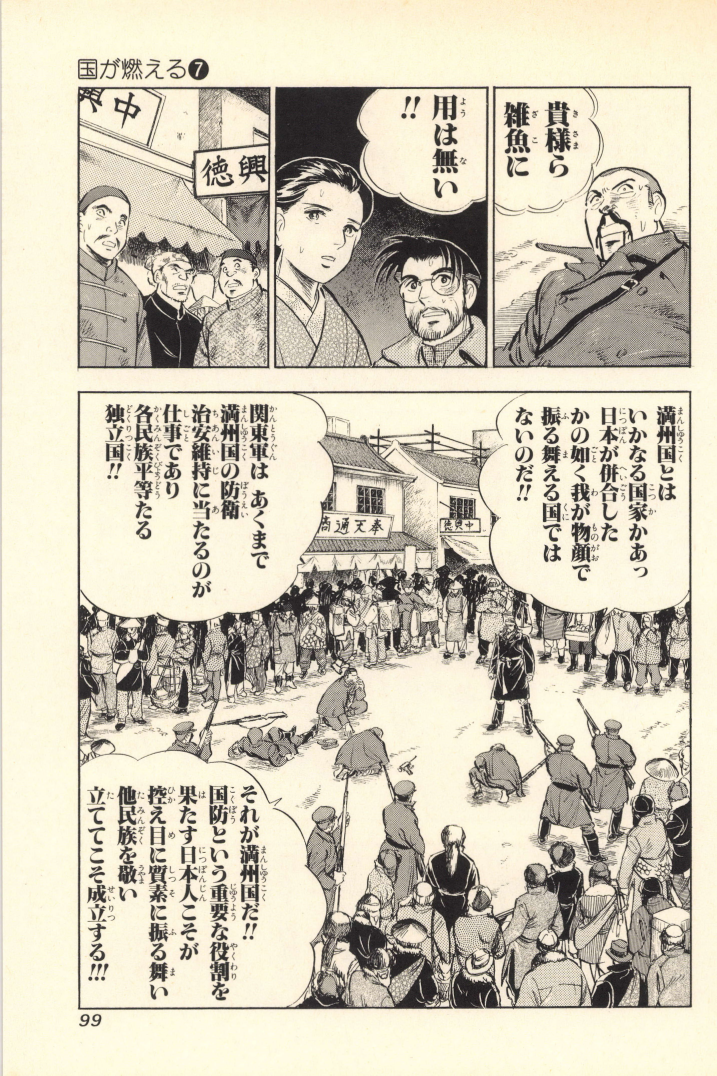 国が燃える❼
貴様ら
雑魚に
用は無い
!!
徳興
興中
満州国とは
いかなる国家かあっ
日本が併合した
かの如く我が物顔で
振る舞える国では
ないのだ!!
関東軍は あくまで
満州国の防衛
治安維持に当たるのが
仕事であり
各民族平等たる
独立国!!
商通天奉
中興徳
それが満州国だ!!
国防という重要な役割を
果たす日本人こそが
控え目に質素に振る舞い
他民族を敬い
立ててこそ成立する!!!
99